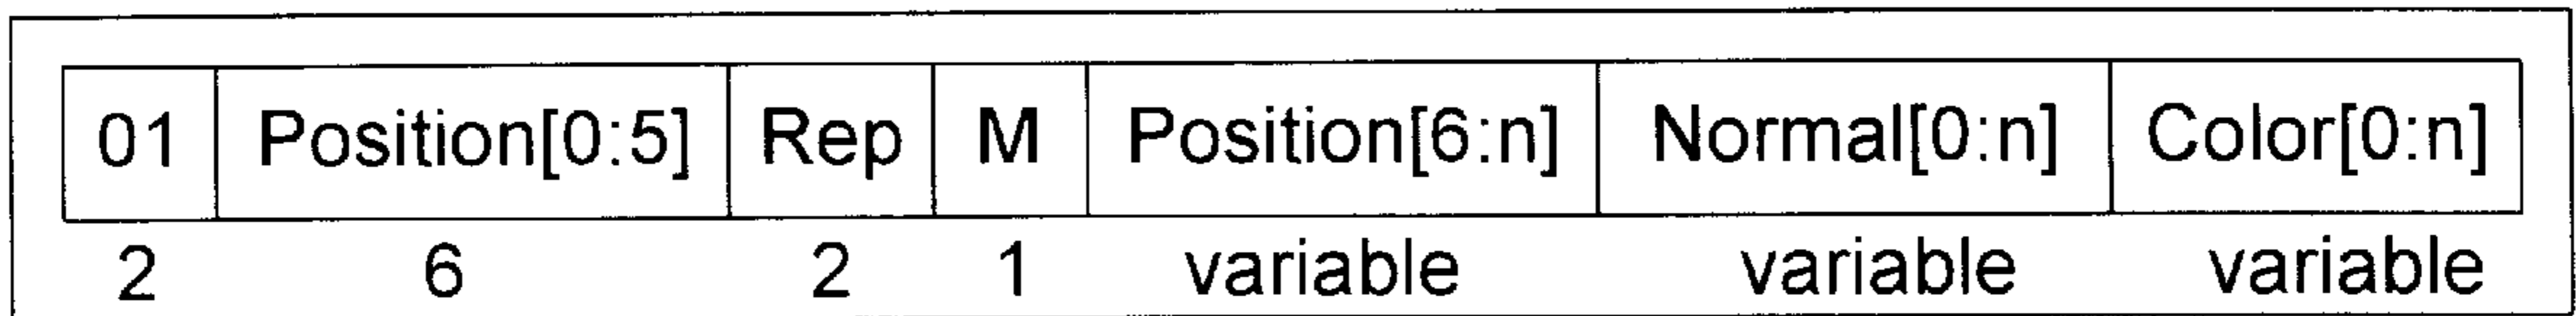 01 Position[0:5] Rep M Position[6:n] Normal[0:n] Color[0:n]
2 6 2 1 variable variable variable